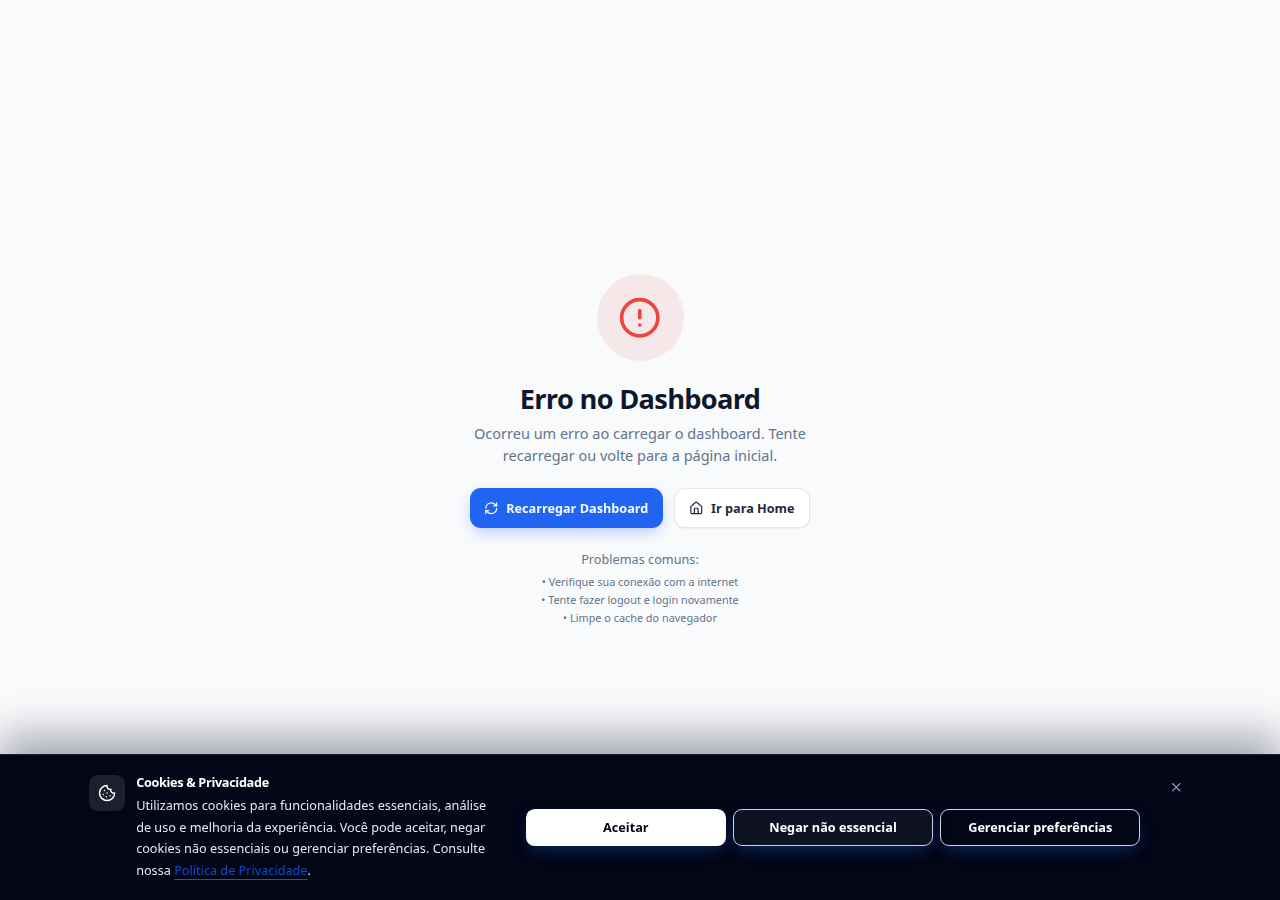 Erro no Dashboard
Ocorreu um erro ao carregar o dashboard. Tente
recarregar ou volte para a página inicial.
Recarregar Dashboard
Ir para Home
Problemas comuns:
• Verifique sua conexão com a internet
• Tente fazer logout e login novamente
• Limpe o cache do navegador
Cookies & Privacidade
Utilizamos cookies para funcionalidades essenciais, análise
de uso e melhoria da experiência. Você pode aceitar, negar
cookies não essenciais ou gerenciar preferências. Consulte
nossa Política de Privacidade.
Aceitar
Negar não essencial
Gerenciar preferências